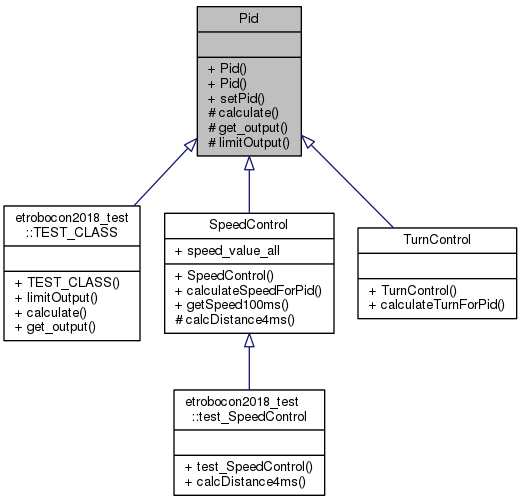 Pid
+ Pid()
+ Pid()
+ setPid()
# calculate()
# get_output()
# limitOutput()
etrobocon2018_test
::TEST_CLASS
+ TEST_CLASS()
+ limitOutput()
+ calculate()
+ get_output()
SpeedControl
+ speed_value_all
+ SpeedControl()
+ calculateSpeedForPid()
+ getSpeed100ms()
# calcDistance4ms()
TurnControl
+ TurnControl()
+ calculateTurnForPid()
etrobocon2018_test
::test_SpeedControl
+ test_SpeedControl()
+ calcDistance4ms()